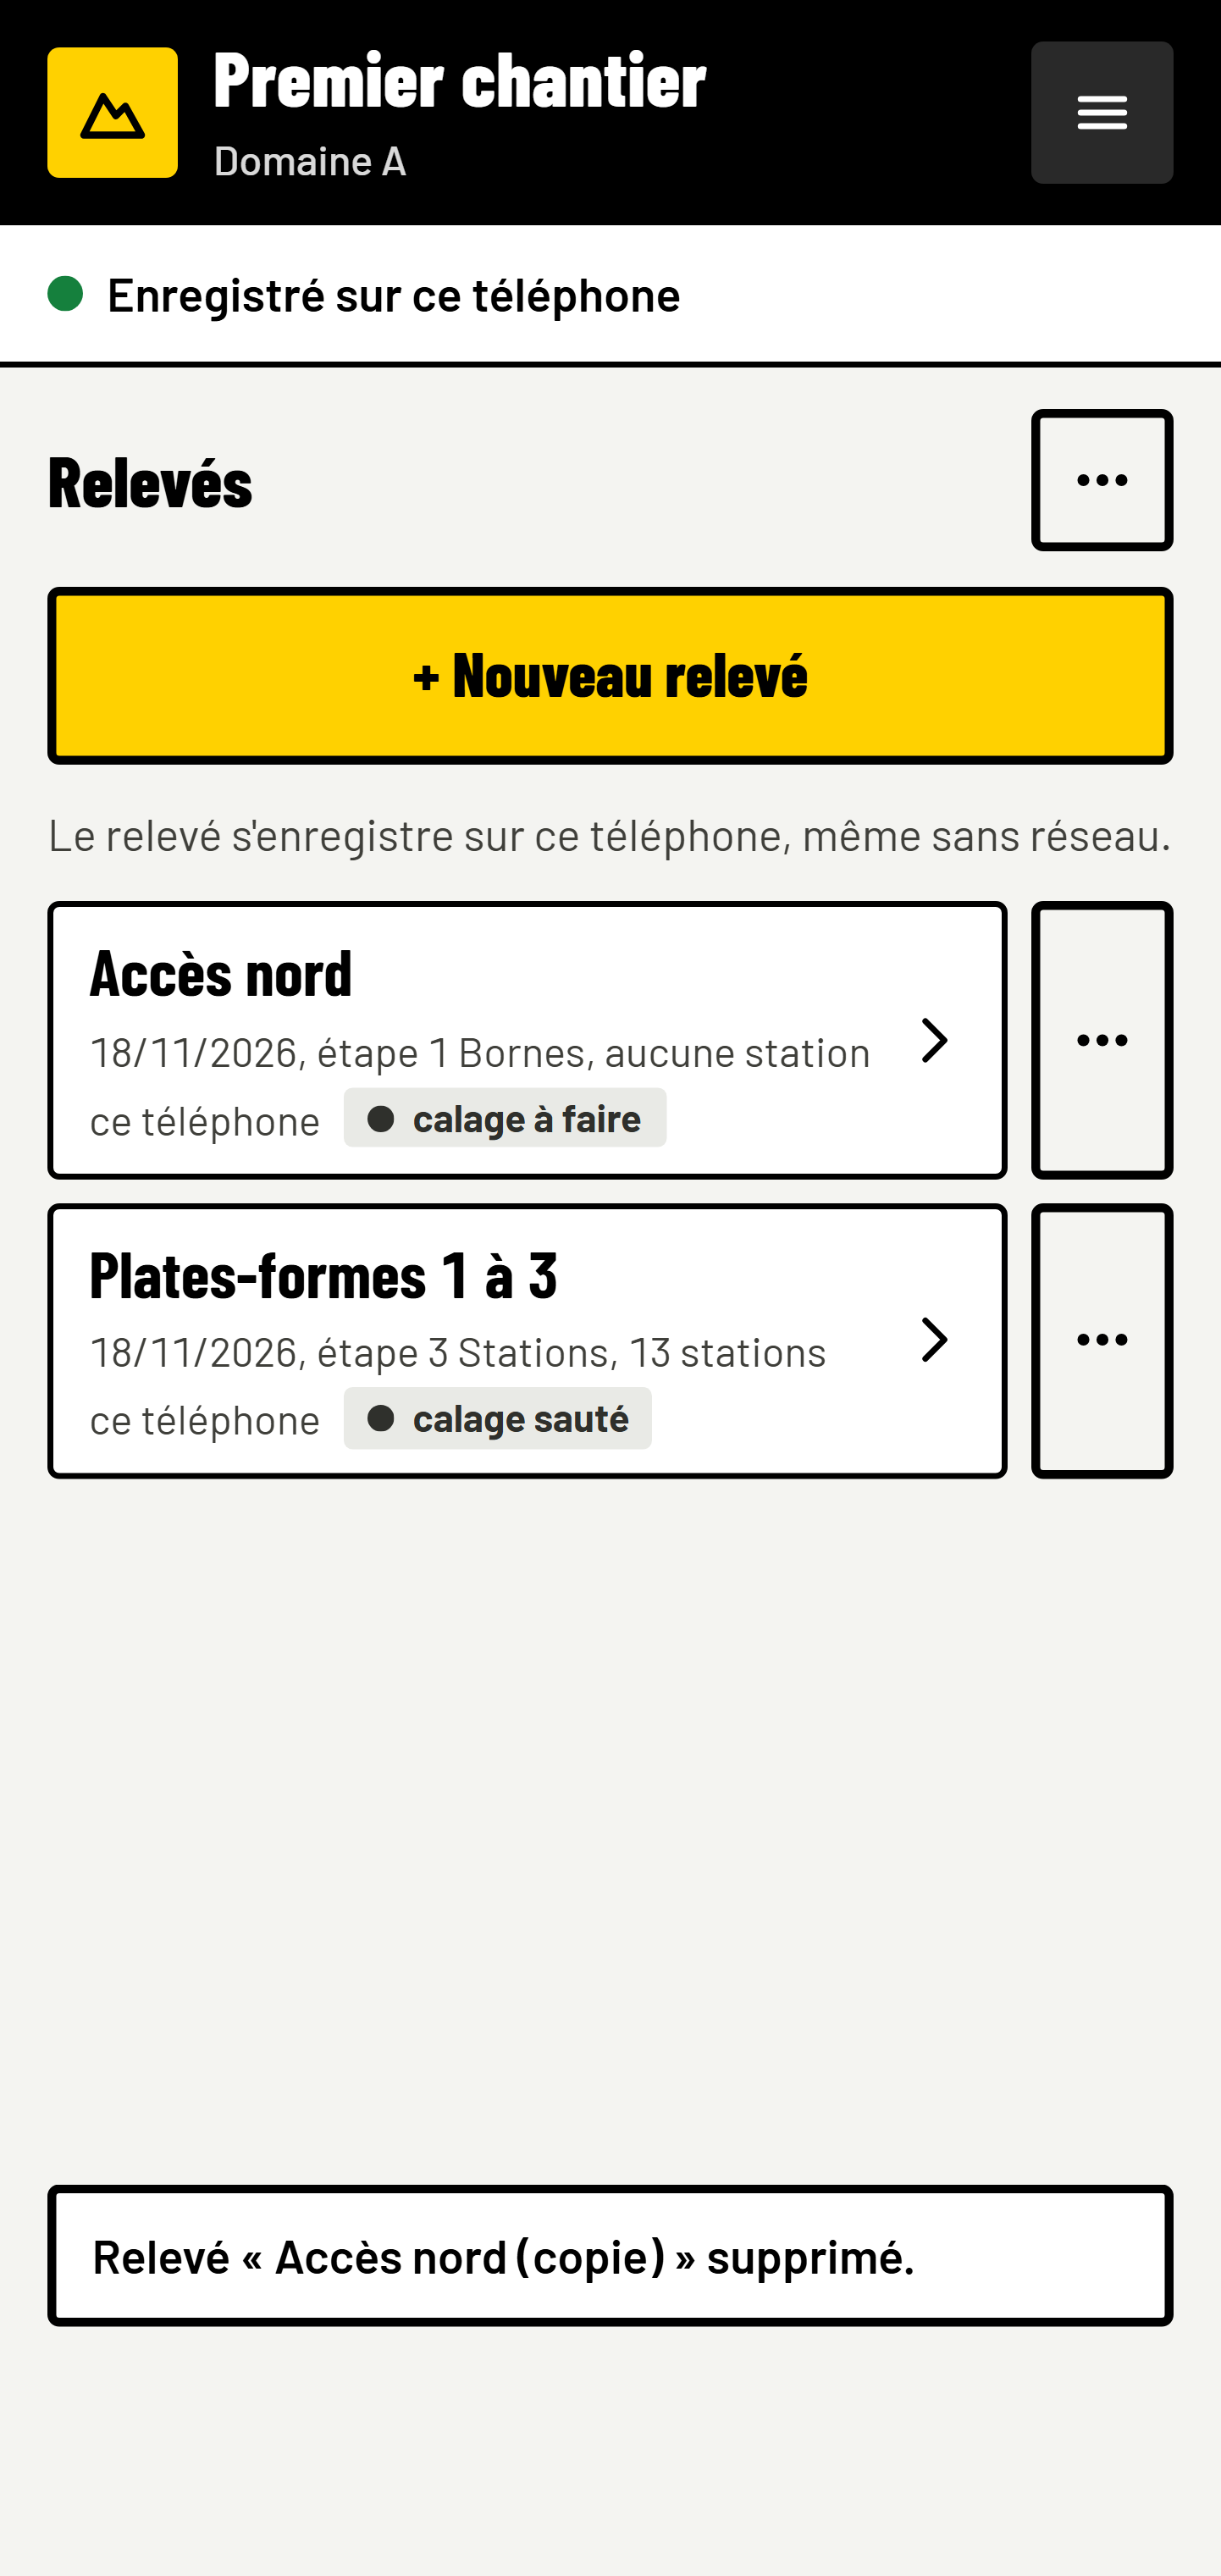 Premier chantier
Domaine A
Enregistré sur ce téléphone
Relevés
+ Nouveau relevé
Le relevé s'enregistre sur ce téléphone, même sans réseau.
Accès nord
18/11/2026, étape 1 Bornes, aucune station
ce téléphone calage à faire
Plates-formes 1 à 3
18/11/2026, étape 3 Stations, 13 stations
ce téléphone calage sauté
Relevé « Accès nord (copie) » supprimé.